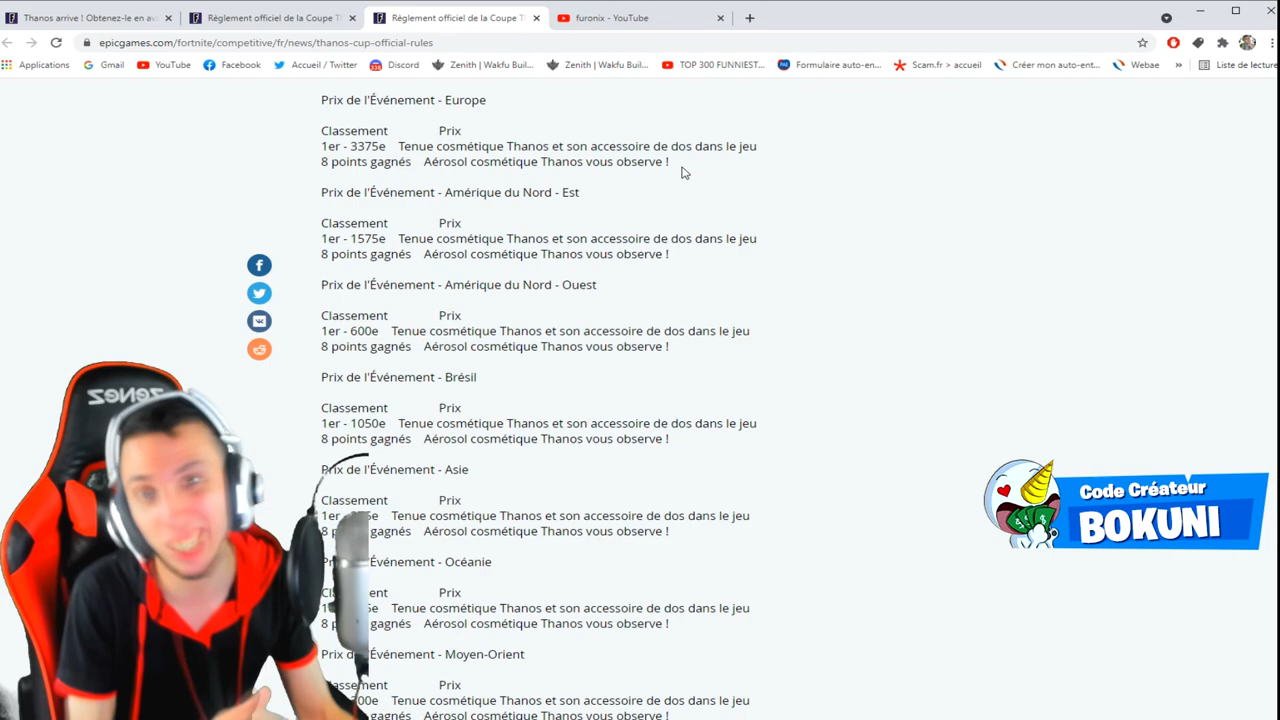 Thanos arrive ! Obtenez-le en av
Règlement officiel de la Coupe T
Règlement officiel de la Coupe T
furonix - YouTube
epicgames.com/fortnite/competitive/fr/news/thanos-cup-official-rules
Applications
Gmail
YouTube
Facebook
Accueil / Twitter
Discord
Zenith | Wakfu Buil...
Zenith | Wakfu Buil...
TOP 300 FUNNIEST...
Formulaire auto-en...
Scam.fr > accueil
Créer mon auto-ent...
Webae
»
Liste de lecture
Prix de l'Événement - Europe
Classement Prix
1er - 3375e Tenue cosmétique Thanos et son accessoire de dos dans le jeu
8 points gagnés Aérosol cosmétique Thanos vous observe !
Prix de l'Événement - Amérique du Nord - Est
Classement Prix
1er - 1575e Tenue cosmétique Thanos et son accessoire de dos dans le jeu
8 points gagnés Aérosol cosmétique Thanos vous observe !
Prix de l'Événement - Amérique du Nord - Ouest
Classement Prix
1er - 600e Tenue cosmétique Thanos et son accessoire de dos dans le jeu
8 points gagnés Aérosol cosmétique Thanos vous observe !
Prix de l'Événement - Brésil
Classement Prix
1er - 1050e Tenue cosmétique Thanos et son accessoire de dos dans le jeu
8 points gagnés Aérosol cosmétique Thanos vous observe !
Prix de l'Événement - Asie
Classement Prix
Tenue cosmétique Thanos et son accessoire de dos dans le jeu
8 points gagnés Aérosol cosmétique Thanos vous observe !
Événement - Océanie
Prix
Tenue cosmétique Thanos et son accessoire de dos dans le jeu
gagnés Aérosol cosmétique Thanos vous observe !
Événement - Moyen-Orient
Prix
Tenue cosmétique Thanos et son accessoire de dos dans le jeu
gagnés Aérosol cosmétique Thanos vous observe !
ZENEZ
Code Créateur
BOKUNI